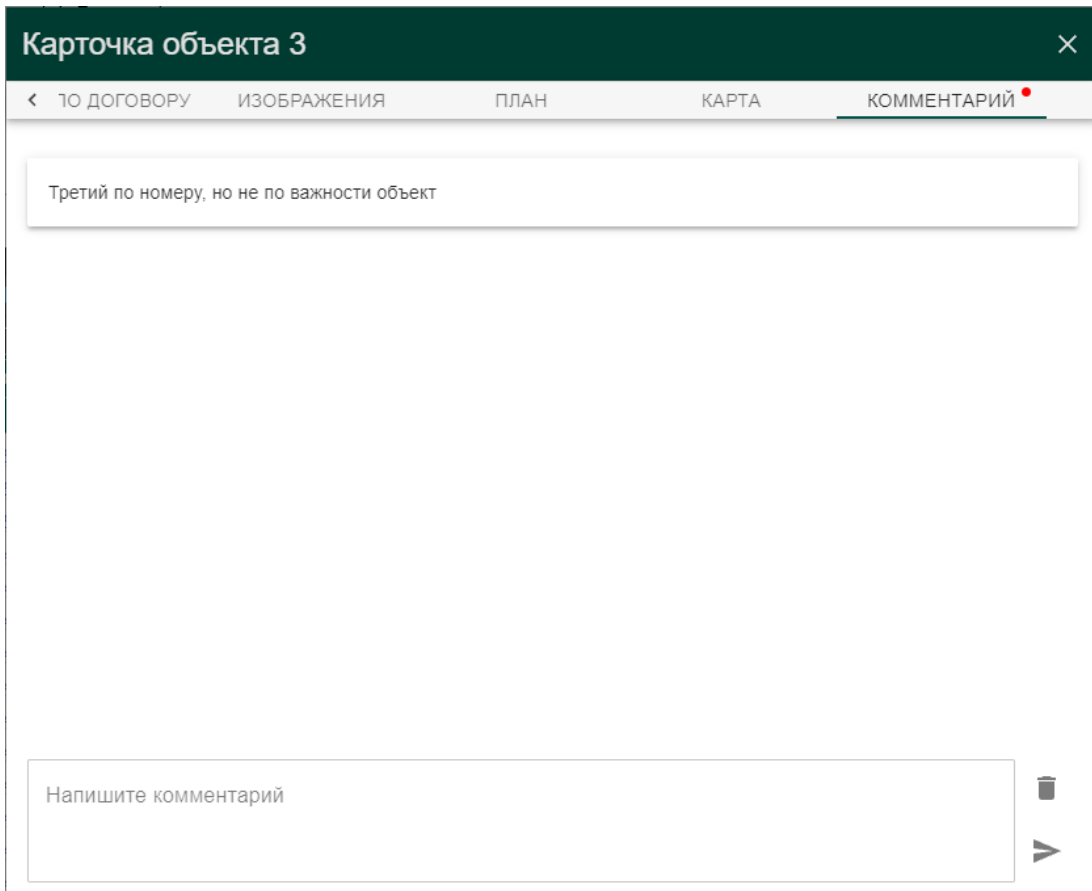 Карточка объекта 3
ПО ДОГОВОРУ ИЗОБРАЖЕНИЯ ПЛАН КАРТА КОММЕНТАРИЙ
Третий по номеру, но не по важности объект
Напишите комментарий